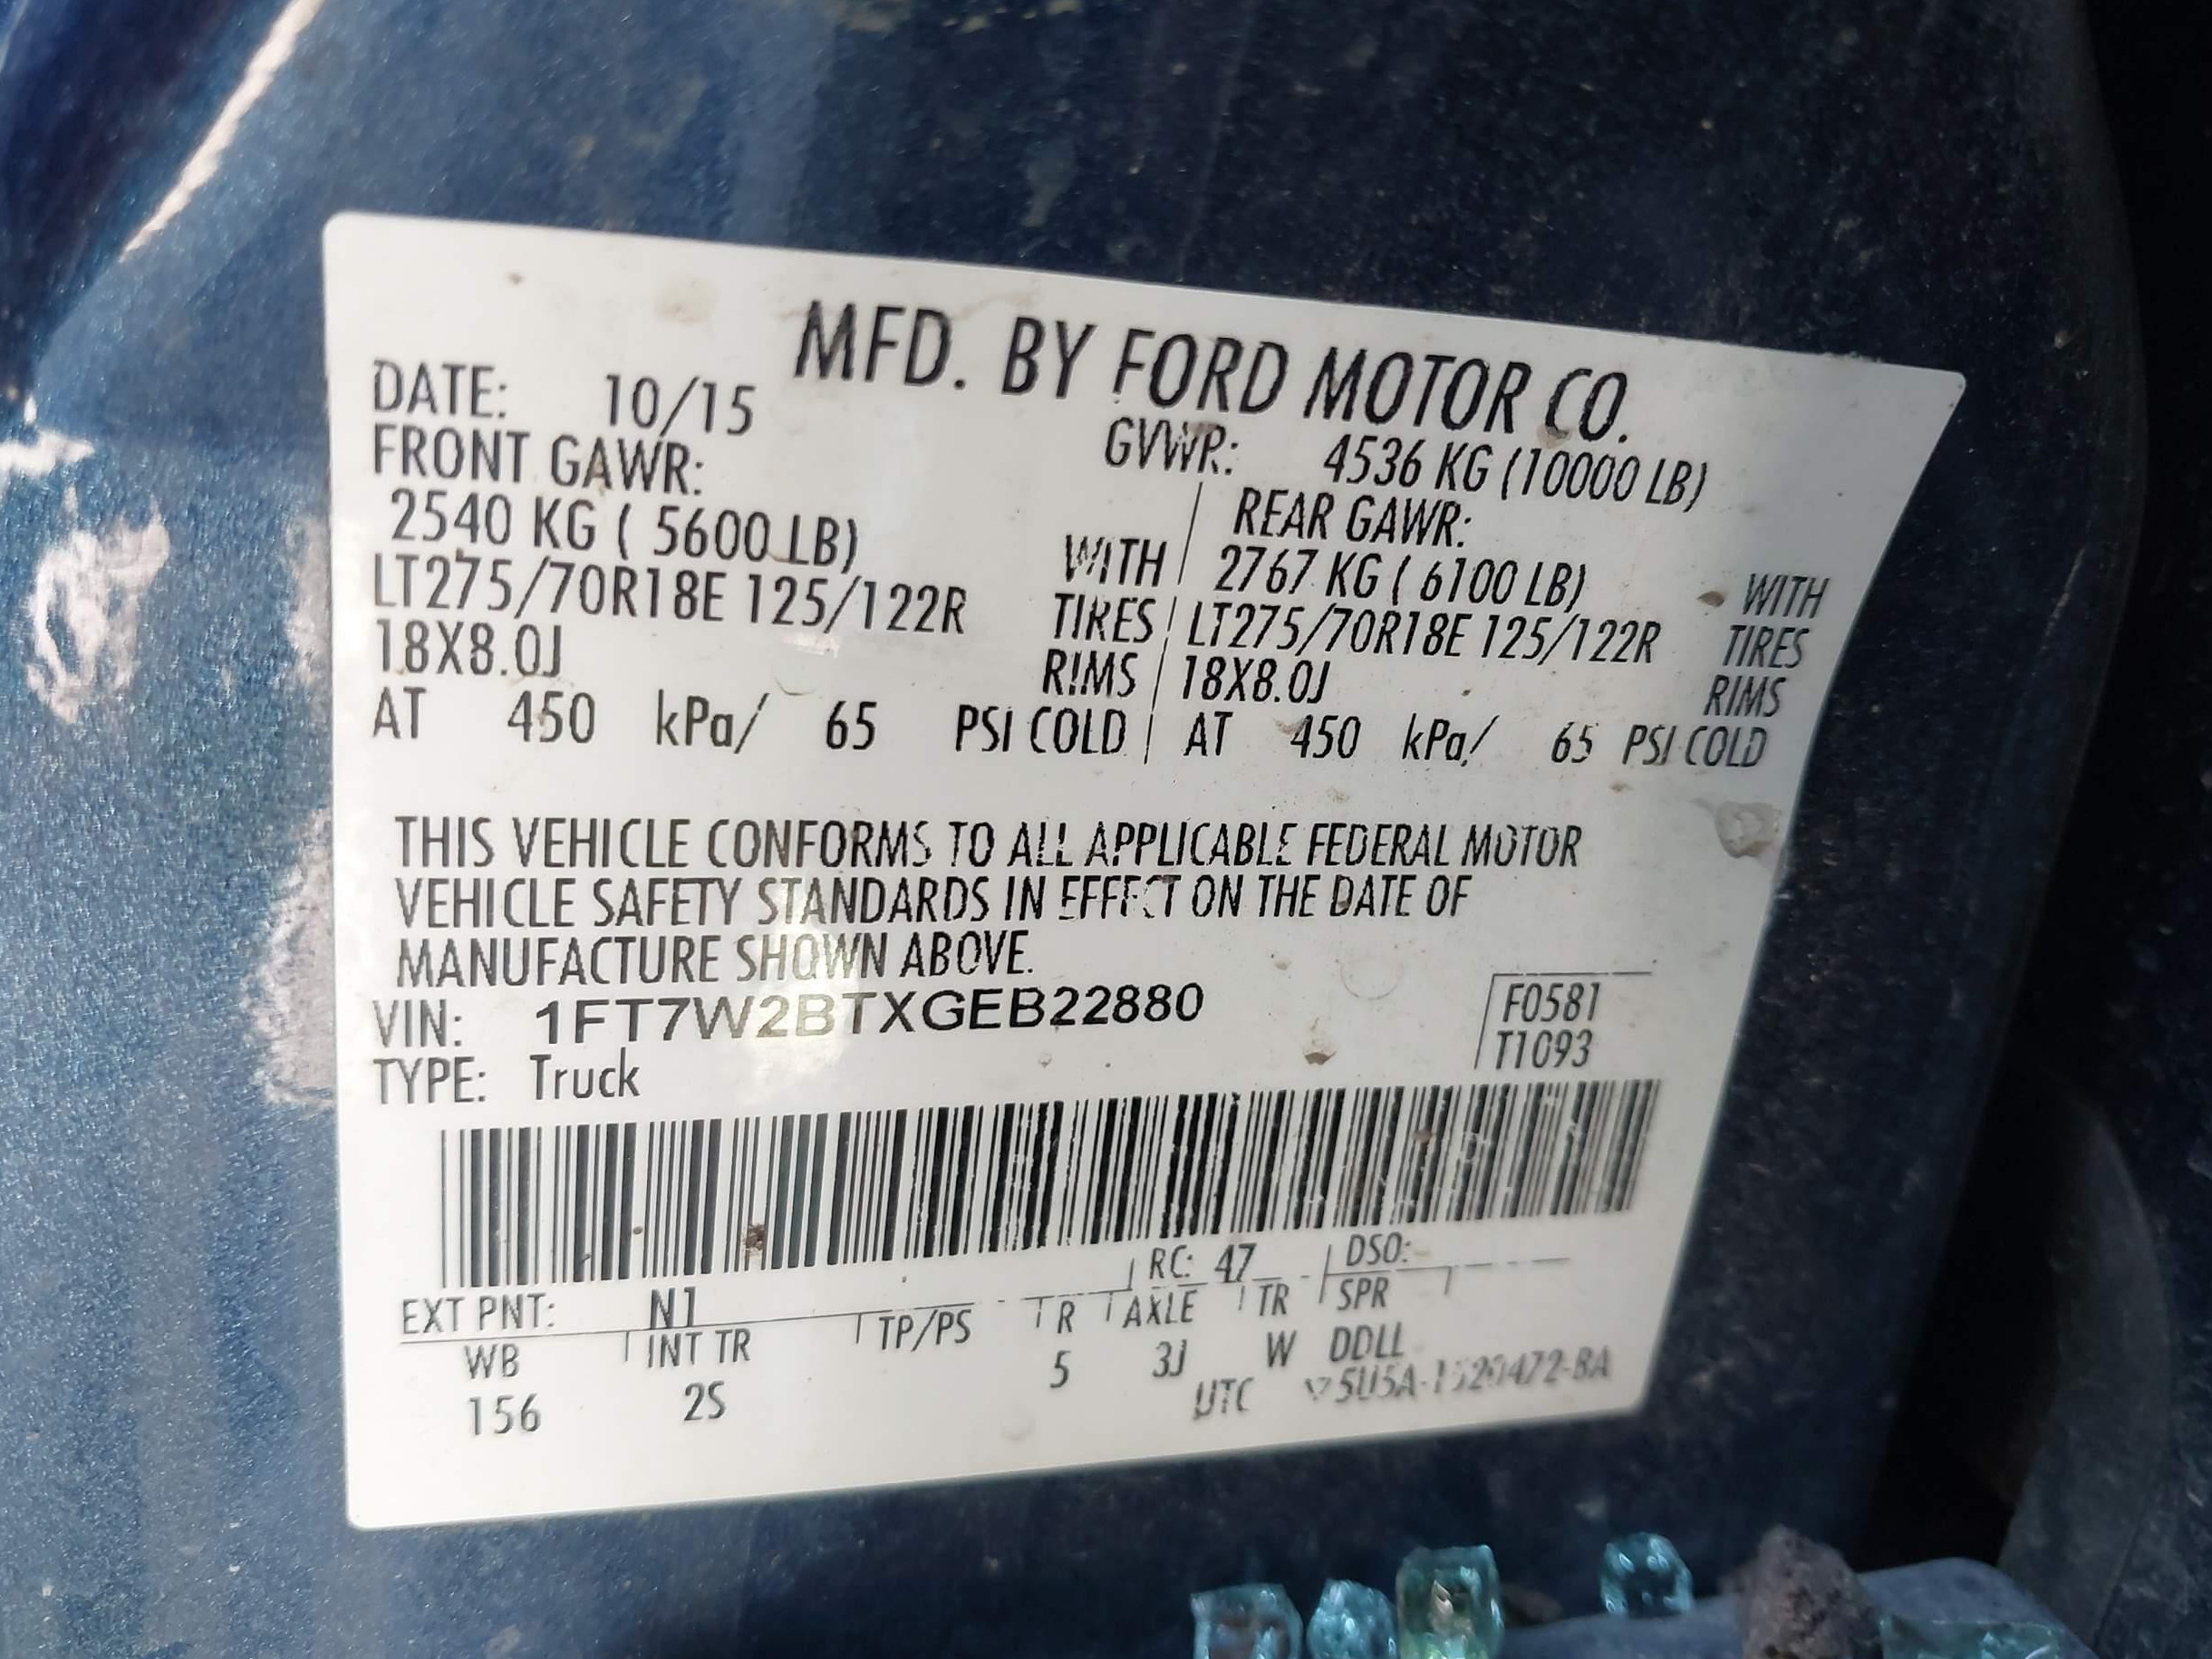 MFD. BY FORD MOTOR CO.
DATE: 10/15 GVWR: 4536 KG (10000 LB)
FRONT GAWR: REAR GAWR:
2540 KG ( 5600 LB) WITH 2767 KG ( 6100 LB) WITH
LT275/70R18E 125/122R TIRES LT275/70R18E 125/122R TIRES
18X8.0J RIMS 18X8.0J RIMS
AT 450 kPa/ 65 PSI COLD AT 450 kPa/ 65 PSI COLD
THIS VEHICLE CONFORMS TO ALL APPLICABLE FEDERAL MOTOR
VEHICLE SAFETY STANDARDS IN EFFECT ON THE DATE OF
MANUFACTURE SHOWN ABOVE.
VIN: 1FT7W2BTXGEB22880 F0581
TYPE: Truck T1093
RC: 47 DSO:
EXT PNT: N1
WB INT TR TP/PS R AXLE TR SPR
156 2S 5 3J W DDLL
UTC